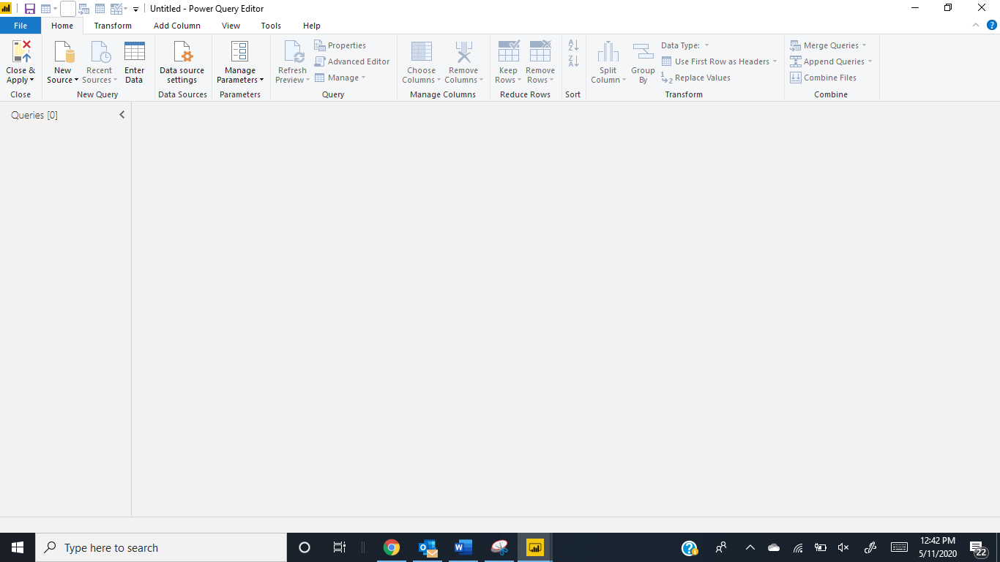 Untitled - Power Query Editor
File Home Transform Add Column View Tools Help
?
Close &
Apply
Close
New
Source
Recent
Sources
Enter
Data
New Query
Data source
settings
Data Sources
Manage
Parameters
Parameters
Refresh
Preview
Properties
Advanced Editor
Manage
Query
Choose
Columns
Remove
Columns
Manage Columns
Keep
Rows
Remove
Rows
Reduce Rows
A
Z
Z
A
Sort
Split
Column
Group
By
Data Type:
Use First Row as Headers
1
2
Replace Values
Transform
Merge Queries
Append Queries
Combine Files
Combine
Queries [0]
Type here to search
12:42 PM
5/11/2020
22